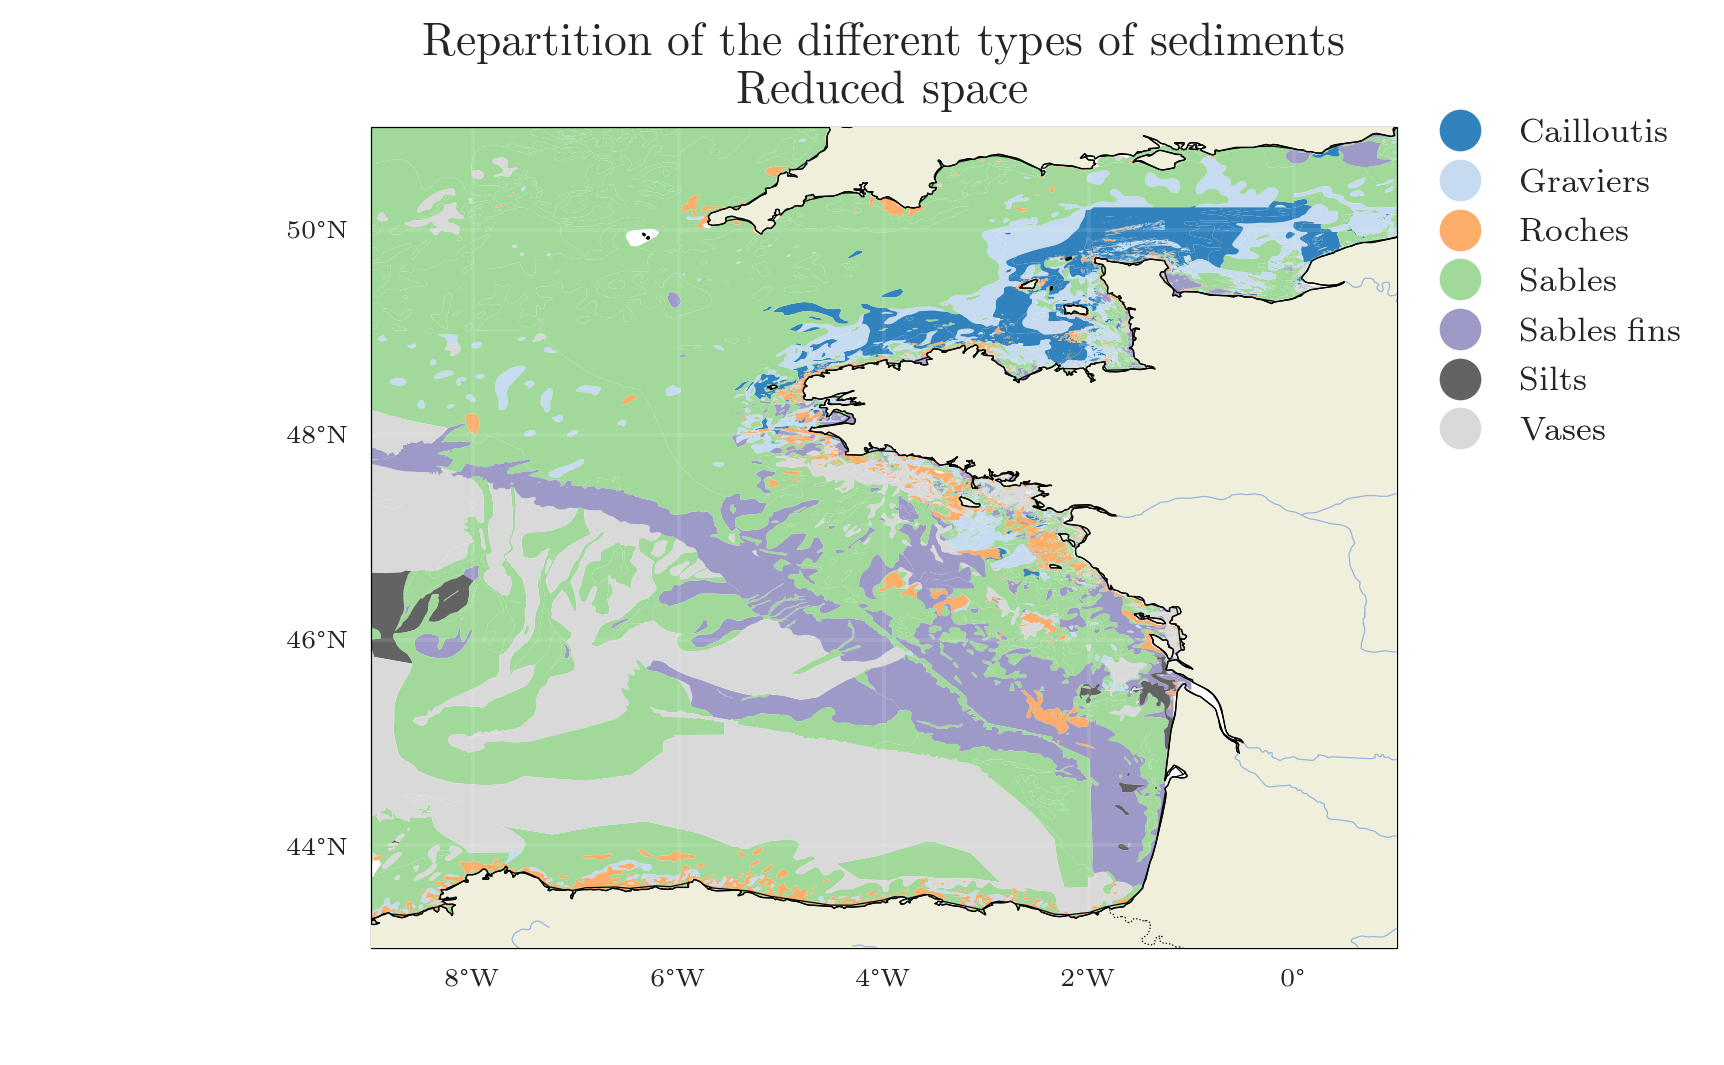 Repartition of the different types of sediments
Reduced space
Cailloutis
Graviers
Roches
Sables
Sables fins
Silts
Vases
50°N
48°N
46°N
44°N
8°W
6°W
4°W
2°W
0°